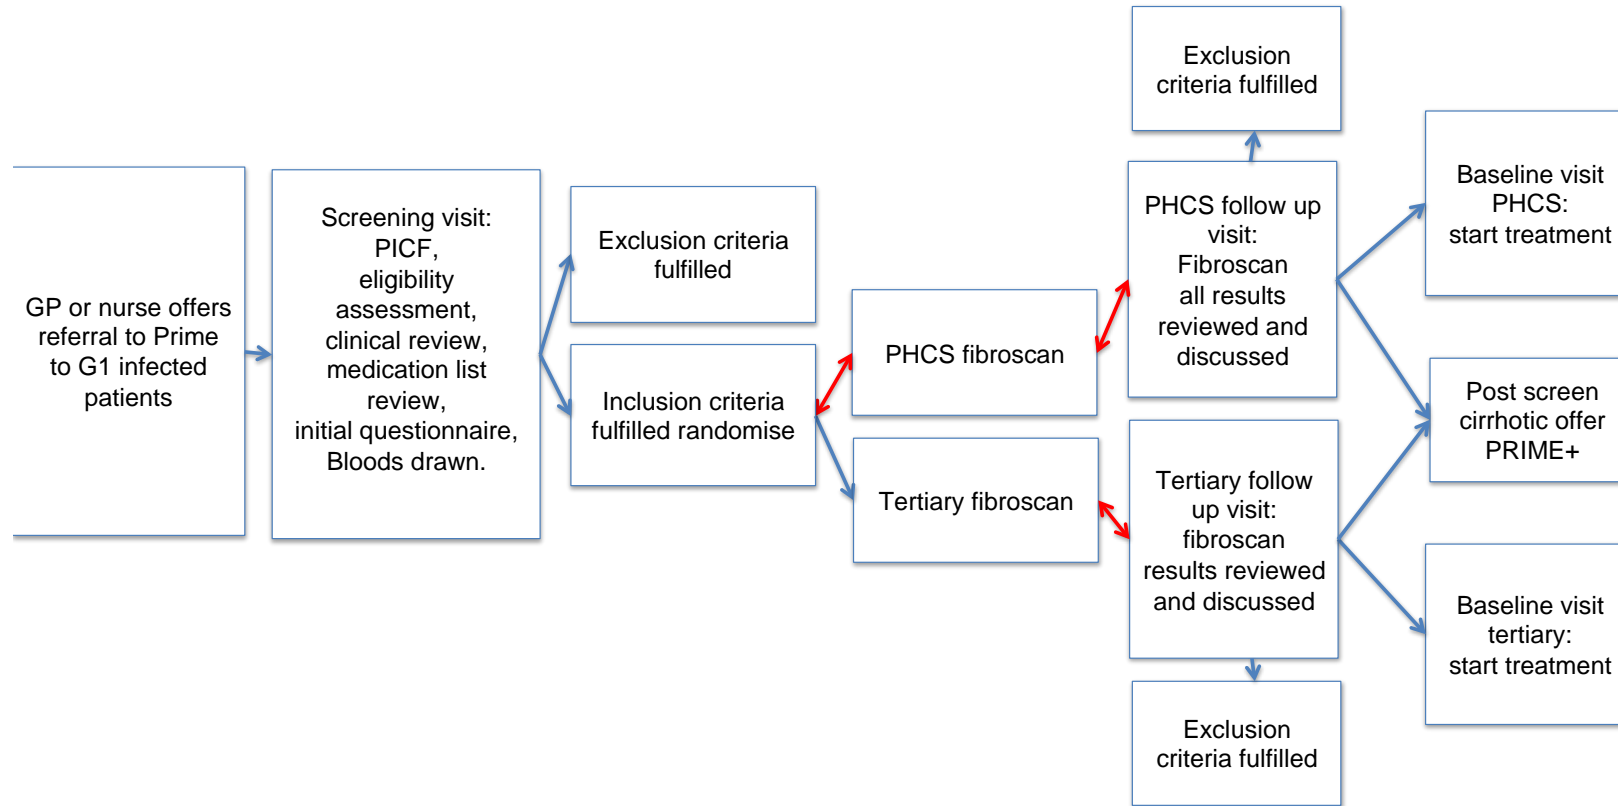 GP or nurse offers
referral to Prime
to G1 infected
patients
Screening visit:
PICF,
eligibility
assessment,
clinical review,
medication list
review,
initial questionnaire,
Bloods drawn.
Exclusion criteria
fulfilled
Inclusion criteria
fulfilled randomise
PHCS fibroscan
Tertiary fibroscan
Exclusion
criteria fulfilled
PHCS follow up
visit:
Fibroscan
all results
reviewed and
discussed
Tertiary follow
up visit:
fibroscan
results reviewed
and discussed
Exclusion
criteria fulfilled
Baseline visit
PHCS:
start treatment
Post screen
cirrhotic offer
PRIME+
Baseline visit
tertiary:
start treatment